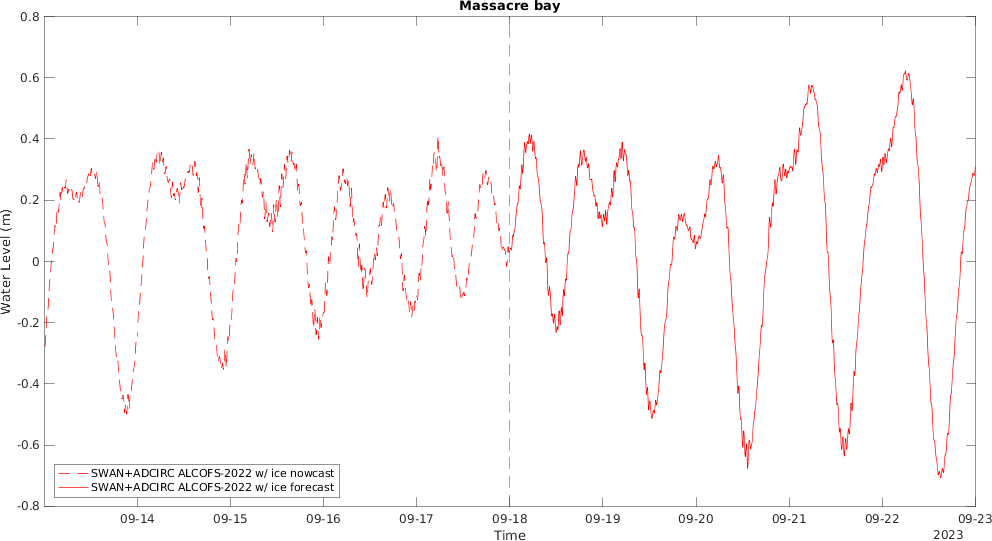 Massacre bay
0.8
0.6
0.4
0.2
0
-0.2
-0.4
-0.6
-0.8
Water Level (m)
SWAN+ADCIRC ALCOFS-2022 w/ ice nowcast
SWAN+ADCIRC ALCOFS-2022 w/ ice forecast
09-14 09-15 09-16 09-17 09-18 09-19 09-20 09-21 09-22 09-23
Time
2023